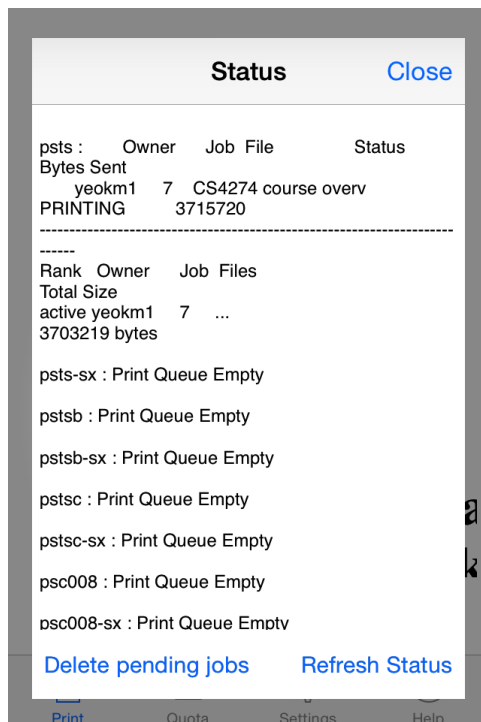 Status Close
psts : Owner Job File Status
Bytes Sent
yeokm1 7 CS4274 course overv
PRINTING 3715720
-----------------------------------------------------------------------
------
Rank Owner Job Files
Total Size
active yeokm1 7 ...
3703219 bytes
psts-sx : Print Queue Empty
pstsb : Print Queue Empty
pstsb-sx : Print Queue Empty
pstsc : Print Queue Empty
pstsc-sx : Print Queue Empty
psc008 : Print Queue Empty
psc008-sx : Print Queue Empty
Delete pending jobs Refresh Status
Print Quota Settings Help